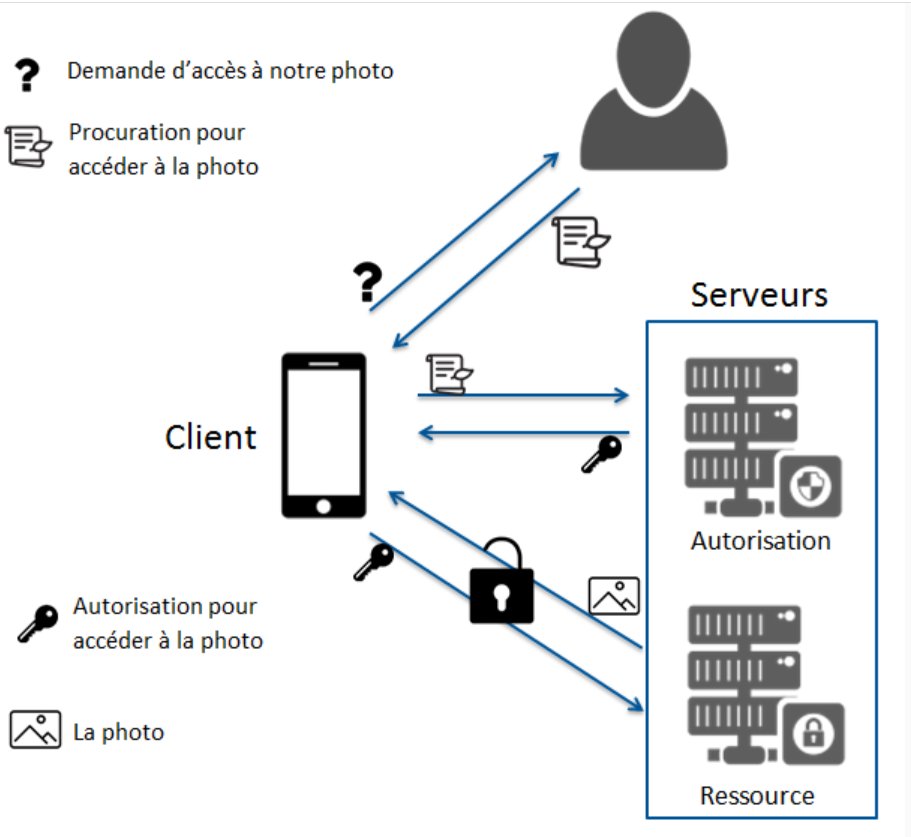 Demande d'accès à notre photo
Procuration pour
accéder à la photo
Serveurs
Client
Autorisation
Autorisation pour
accéder à la photo
La photo
Ressource